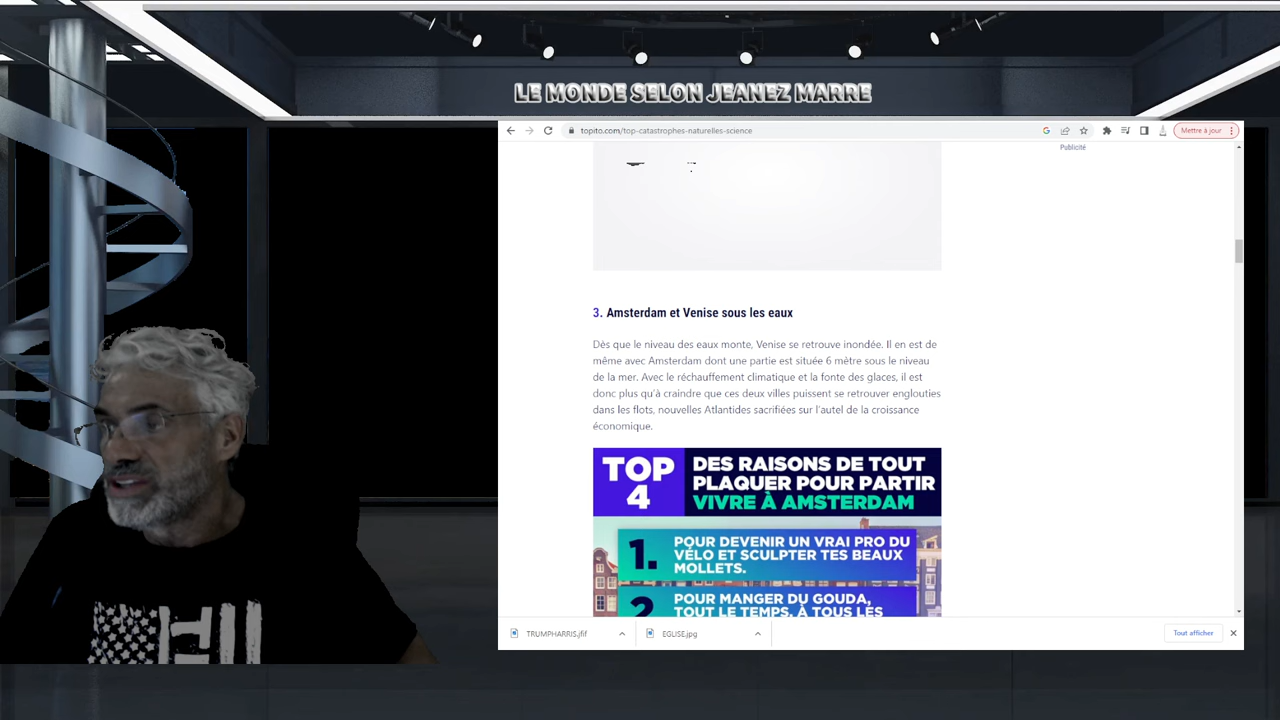 LE MONDE SELON JEANEZ MARRE
topito.com/top-catastrophes-naturelles-science
Mettre à jour
Publicité
3. Amsterdam et Venise sous les eaux
Dès que le niveau des eaux monte, Venise se retrouve inondée. Il en est de
même avec Amsterdam dont une partie est située 6 mètre sous le niveau
de la mer. Avec le réchauffement climatique et la fonte des glaces, il est
donc plus qu'à craindre que ces deux villes puissent se retrouver englouties
dans les flots, nouvelles Atlantides sacrifiées sur l'autel de la croissance
économique.
TOP
4
DES RAISONS DE TOUT
PLAQUER POUR PARTIR
VIVRE À AMSTERDAM
1.
POUR DEVENIR UN VRAI PRO DU
VÉLO ET SCULPTER TES BEAUX
MOLLETS.
2
POUR MANGER DU GOUDA,
TOUT LE TEMPS, À TOUS LES
TRUMPHARRIS.jfif
EGLISE.jpg
Tout afficher